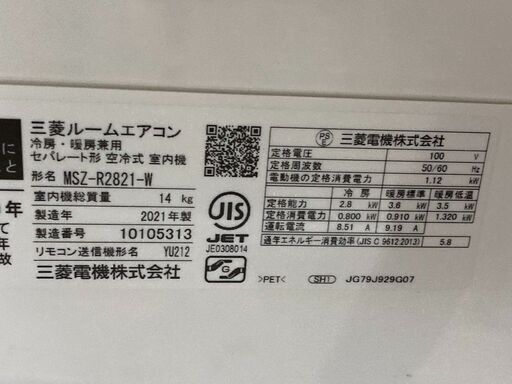 三菱ルームエアコン
冷房・暖房兼用
セパレート形 空冷式 室内機
形名 MSZ-R2821-W
室内機総質量 14 kg
製造年 2021年製
製造番号 10105313
リモコン送信機形名 YU212
三菱電機株式会社
に
と
年
て
年
故
JIS
JET
JE0308014
PS
E
三菱電機株式会社
定格電圧 100 V
定格周波数 50/60 Hz
電動機の定格消費電力 1.12 kW
冷房 暖房標準 暖房低温
定格能力 2.8 kW 3.6 kW 3.5 kW
定格消費電力 0.800 kW 0.910 kW 1.320 kW
運転電流 8.51 A 9.19 A
通年エネルギー消費効率(JIS C 9612:2013) 5.8
>PET< SH1 JG79J929G07